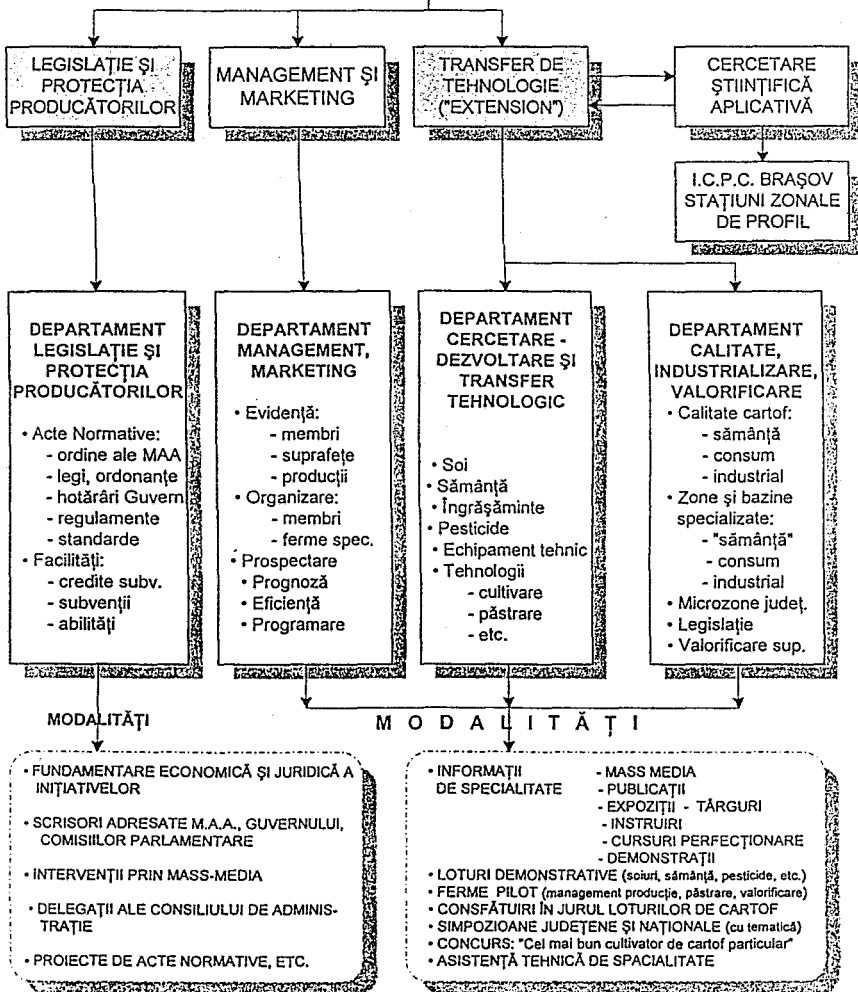 LEGISLAȚIE ȘI
PROTECȚIA
PRODUCĂTORILOR
MANAGEMENT ȘI
MARKETING
TRANSFER DE
TEHNOLOGIE
("EXTENSION")
CERCETARE
ȘTIINȚIFICĂ
APLICATIVĂ
I.C.P.C. BRAȘOV
STAȚIUNI ZONALE
DE PROFIL
DEPARTAMENT
LEGISLAȚIE ȘI
PROTECȚIA
PRODUCĂTORILOR
• Acte Normative:
- ordine ale MAA
- legi, ordonanțe
- hotărâri Guvern
- regulamente
- standarde
• Facilități:
- credite subv.
- subvenții
- abilități
DEPARTAMENT
MANAGEMENT,
MARKETING
• Evidență:
- membri
- suprafețe
- producții
• Organizare:
- membri
- ferme spec.
• Prospectare
• Prognoză
• Eficiență
• Programare
DEPARTAMENT
CERCETARE -
DEZVOLTARE ȘI
TRANSFER
TEHNOLOGIC
• Soi
• Sămânță
• Îngrășăminte
• Pesticide
• Echipament tehnic
• Tehnologii
- cultivare
- păstrare
- etc.
DEPARTAMENT
CALITATE,
INDUSTRIALIZARE,
VALORIFICARE
• Calitate cartof:
- sămânță
- consum
- industrial
• Zone și bazine
specializate:
- "sămânță"
- consum
- industrial
• Microzone județ.
• Legislație
• Valorificare sup.
MODALITĂȚI
MODALITĂȚI
• FUNDAMENTARE ECONOMICĂ ȘI JURIDICĂ A
INIȚIATIVELOR
• SCRISORI ADRESATE M.A.A., GUVERNULUI,
COMISIILOR PARLAMENTARE
• INTERVENȚII PRIN MASS-MEDIA
• DELEGAȚII ALE CONSILIULUI DE ADMINIS-
TRAȚIE
• PROIECTE DE ACTE NORMATIVE, ETC.
• INFORMAȚII
DE SPECIALITATE
- MASS MEDIA
- PUBLICAȚII
- EXPOZIȚII - TÂRGURI
- INSTRUIRI
- CURSURI PERFECȚIONARE
- DEMONSTRAȚII
• LOTURI DEMONSTRATIVE (soiuri, sămânță, pesticide, etc.)
• FERME PILOT (management producție, păstrare, valorificare)
• CONSFĂTUIRI ÎN JURUL LOTURILOR DE CARTOF
• SIMPOZIOANE JUDEȚENE ȘI NAȚIONALE (cu tematică)
• CONCURS: "Cel mai bun cultivator de cartof particular"
• ASISTENȚĂ TEHNICĂ DE SPACIALITATE